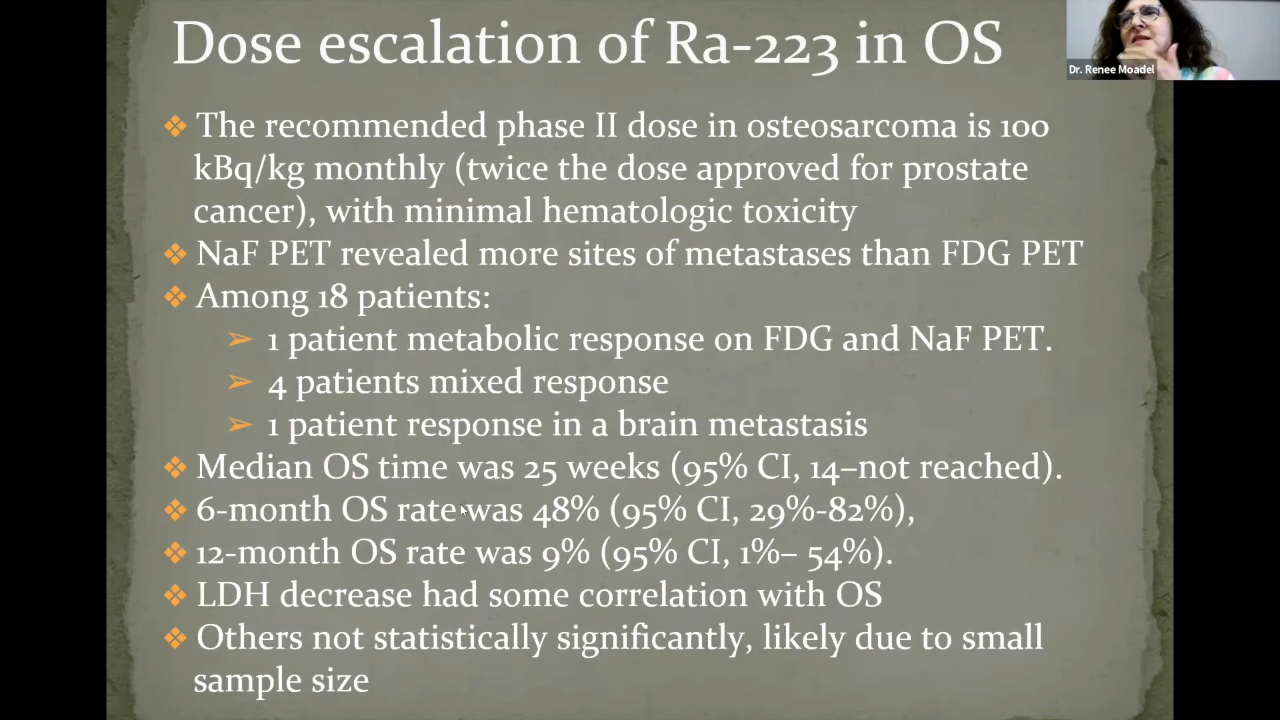 Dose escalation of Ra-223 in OS
Dr. Renee Moadel
❖ The recommended phase II dose in osteosarcoma is 100
kBq/kg monthly (twice the dose approved for prostate
cancer), with minimal hematologic toxicity
❖ NaF PET revealed more sites of metastases than FDG PET
❖ Among 18 patients:
➢ 1 patient metabolic response on FDG and NaF PET.
➢ 4 patients mixed response
➢ 1 patient response in a brain metastasis
❖ Median OS time was 25 weeks (95% CI, 14–not reached).
❖ 6-month OS rate was 48% (95% CI, 29%-82%),
❖ 12-month OS rate was 9% (95% CI, 1%– 54%).
❖ LDH decrease had some correlation with OS
❖ Others not statistically significantly, likely due to small
sample size